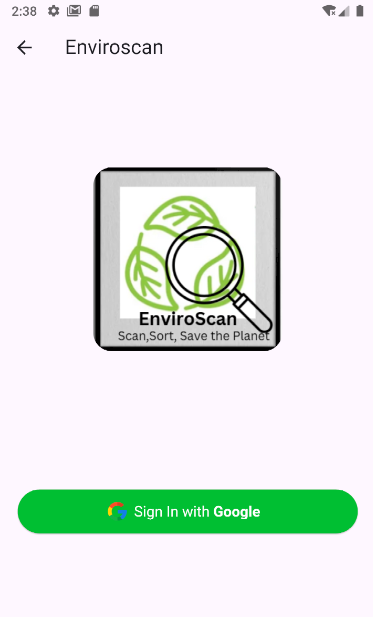 2:38
Enviroscan
EnviroScan
Scan,Sort, Save the Planet
Sign In with Google